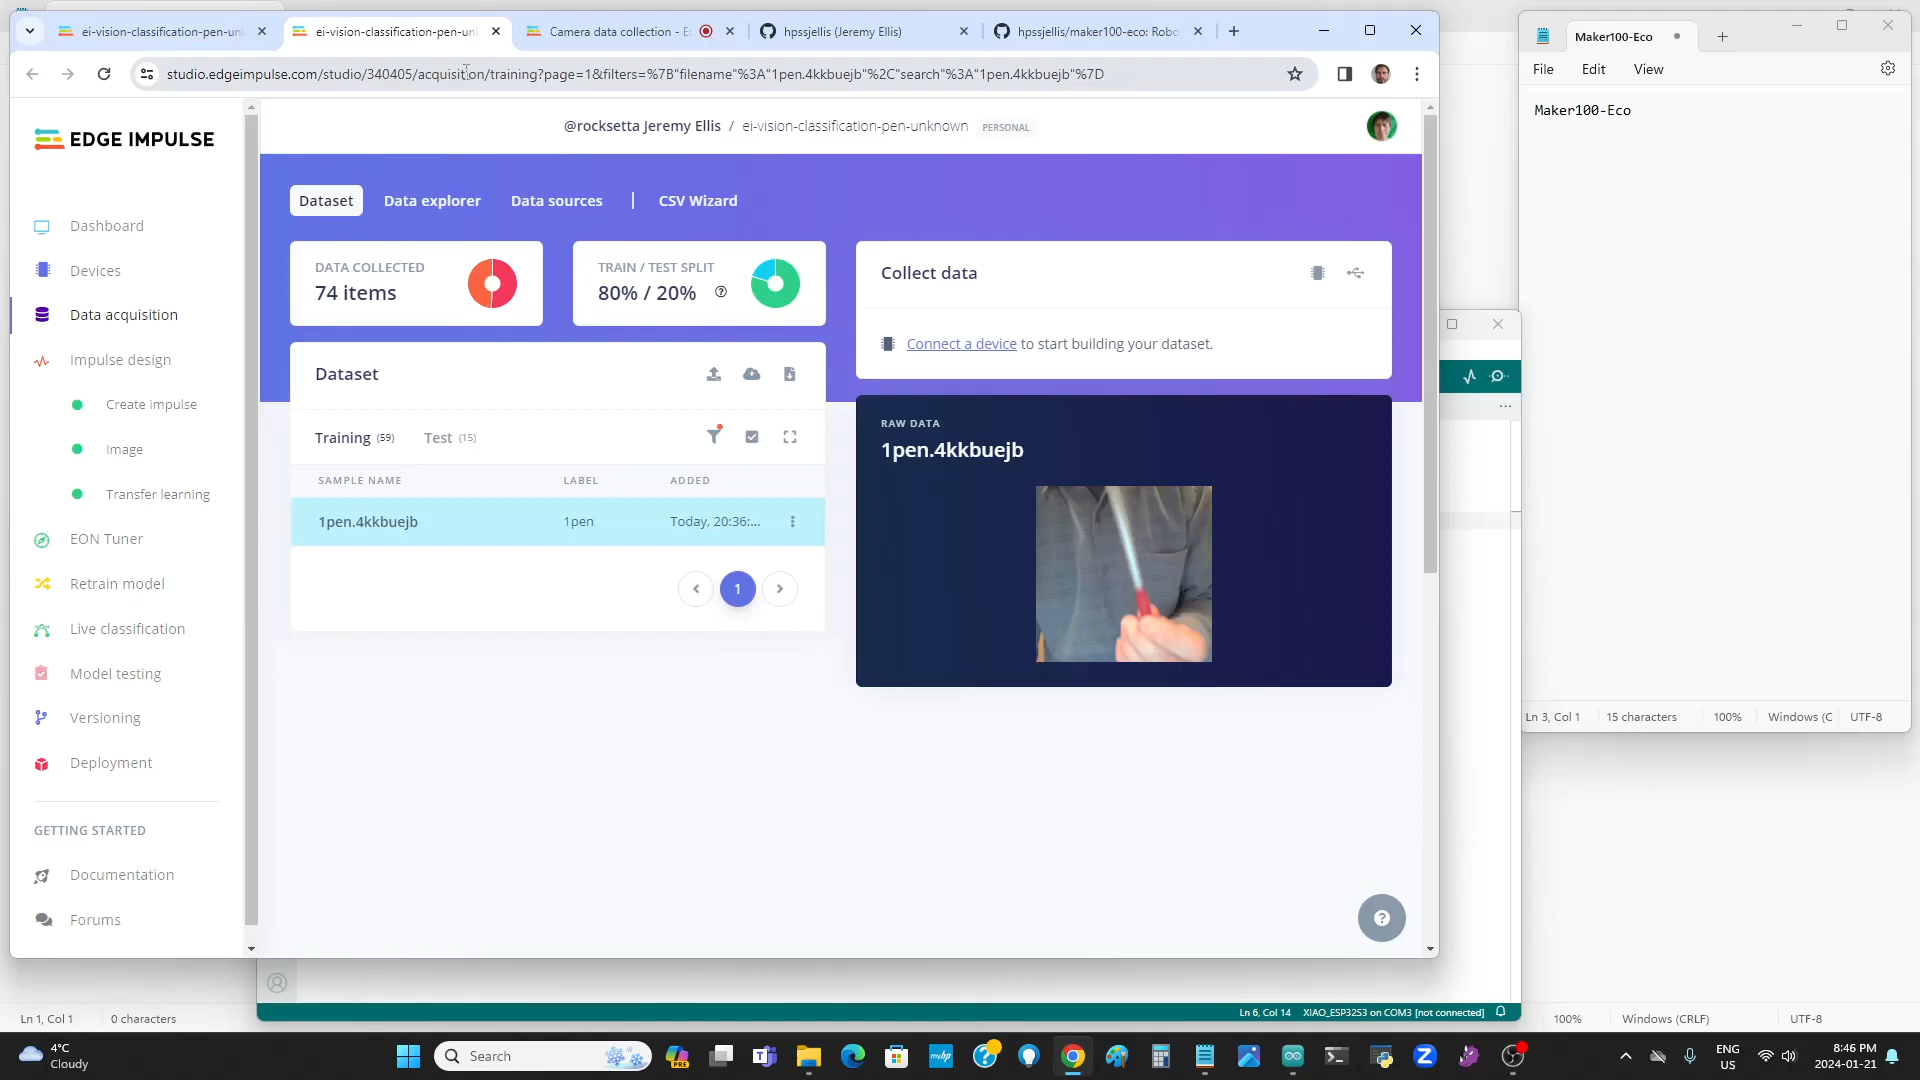 ei-vision-classification-pen-un
ei-vision-classification-pen-unk
Camera data collection - E
hpssjellis (Jeremy Ellis)
hpssjellis/maker100-eco: Robo
studio.edgeimpulse.com/studio/340405/acquisition/training?page=1&filters=%7B"filename"%3A"1pen.4kkbuejb"%2C"search"%3A"1pen.4kkbuejb"%7D
EDGE IMPULSE
@rocksetta Jeremy Ellis / ei-vision-classification-pen-unknown PERSONAL
Dashboard
Devices
Data acquisition
Impulse design
Create impulse
Image
Transfer learning
EON Tuner
Retrain model
Live classification
Model testing
Versioning
Deployment
GETTING STARTED
Documentation
Forums
Dataset
Data explorer
Data sources
|
CSV Wizard
DATA COLLECTED
74 items
TRAIN / TEST SPLIT
80% / 20%
Collect data
Connect a device to start building your dataset.
Dataset
Training (59)
Test (15)
SAMPLE NAME LABEL ADDED
1pen.4kkbuejb 1pen Today, 20:36:...
1
RAW DATA
1pen.4kkbuejb
Maker100-Eco
File
Edit
View
Maker100-Eco
Ln 3, Col 1
15 characters
100%
Windows (C
UTF-8
Ln 6, Col 14
XIAO_ESP32S3 on COM3 [not connected]
Ln 1, Col 1
0 characters
100%
Windows (CRLF)
UTF-8
4°C
Cloudy
Search
PRE
myhp
ENG
US
8:46 PM
2024-01-21